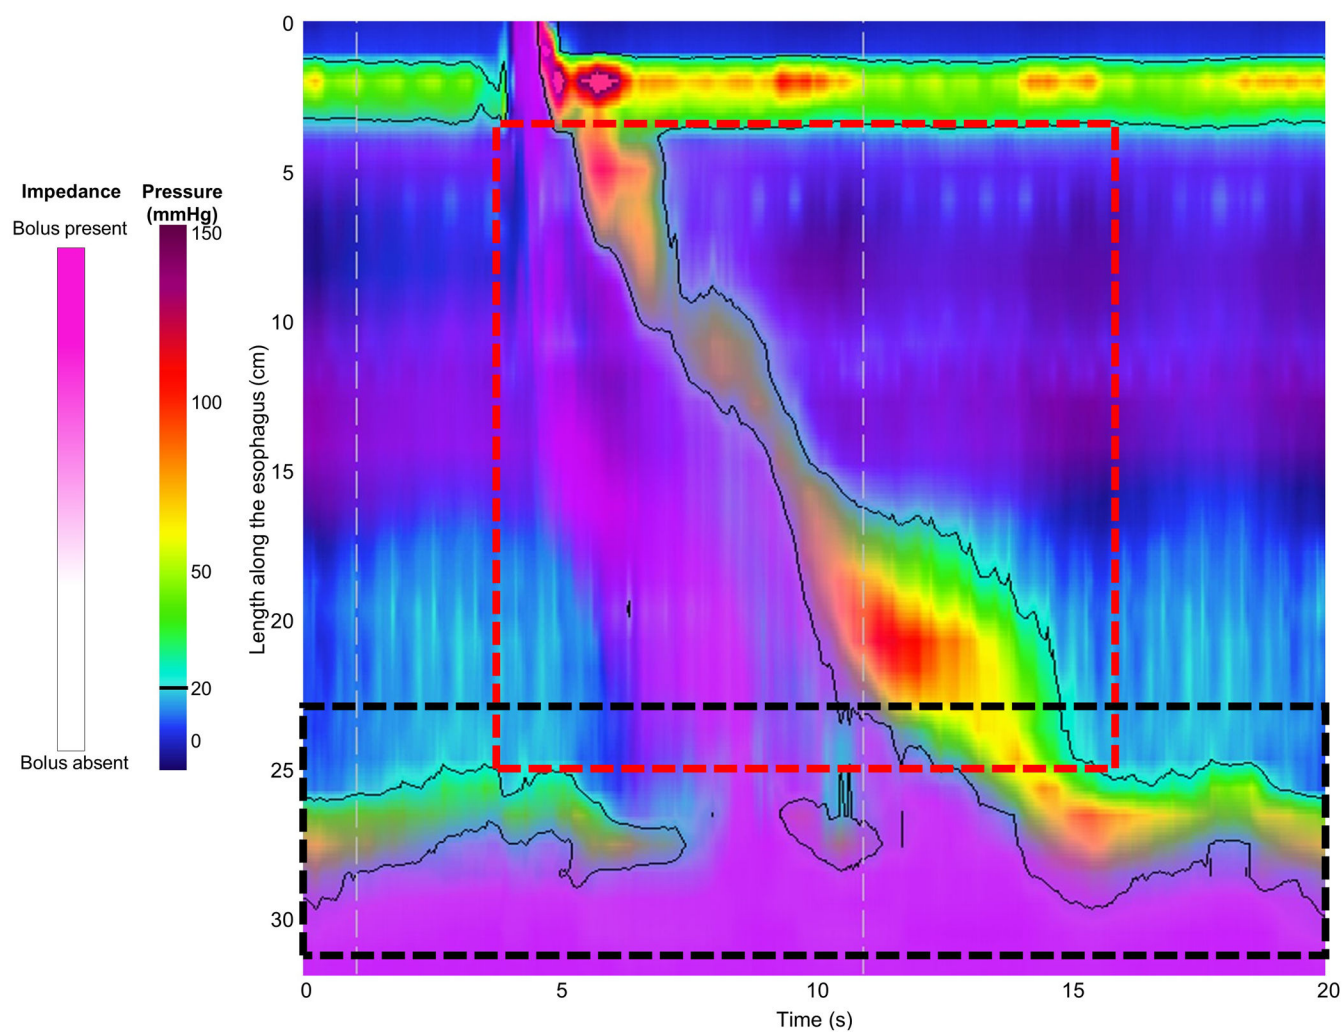 Impedance
Bolus present
Bolus absent
Pressure
(mmHg)
150
100
50
20
0
Length along the esophagus (cm)
0
5
10
15
20
25
30
0
5
10
15
20
Time (s)